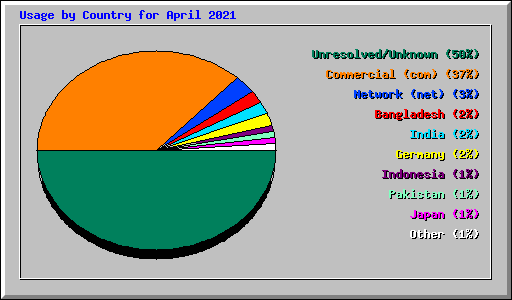 Usage by Country for April 2021
Unresolved/Unknown (50%)
Commercial (com) (37%)
Network (net) (3%)
Bangladesh (2%)
India (2%)
Germany (2%)
Indonesia (1%)
Pakistan (1%)
Japan (1%)
Other (1%)